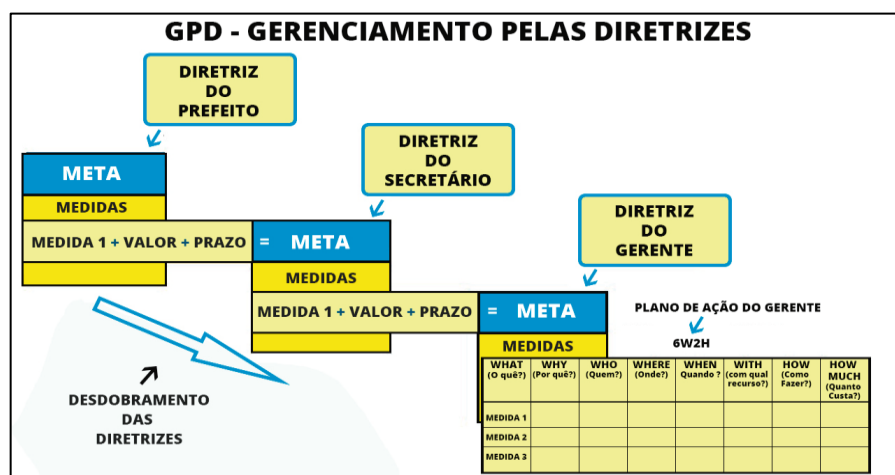 GPD - GERENCIAMENTO PELAS DIRETRIZES
DIRETRIZ
DO
PREFEITO
META
MEDIDAS
MEDIDA 1 + VALOR + PRAZO
DIRETRIZ
DO
SECRETÁRIO
= META
MEDIDAS
MEDIDA 1 + VALOR + PRAZO
DIRETRIZ
DO
GERENTE
= META
MEDIDAS
PLANO DE AÇÃO DO GERENTE
6W2H
WHAT
(O quê?)
WHY
(Por quê?)
WHO
(Quem?)
WHERE
(Onde?)
WHEN
Quando ?
WITH
(com qual
recurso?)
HOW
(Como
Fazer?)
HOW
MUCH
(Quanto
Custa?)
MEDIDA 1
MEDIDA 2
MEDIDA 3
DESDOBRAMENTO
DAS
DIRETRIZES